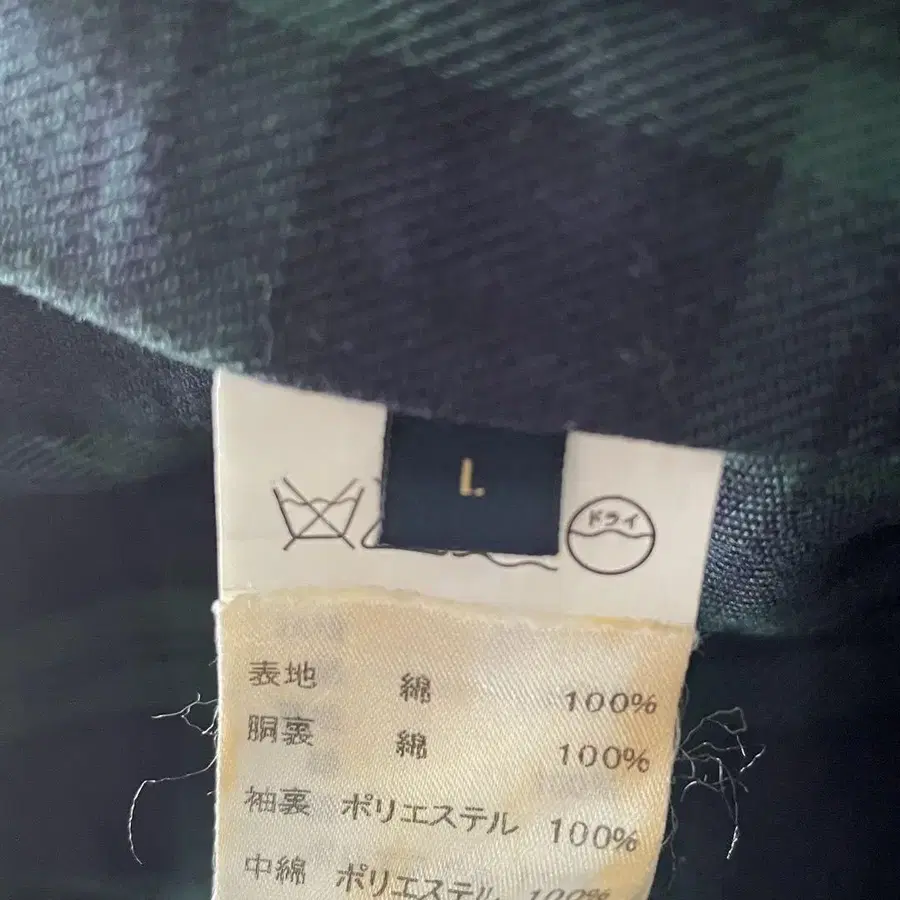 L
ドライ
表地 綿 100%
胴裏 綿 100%
袖裏 ポリエステル 100%
中綿 ポリエステル 100%